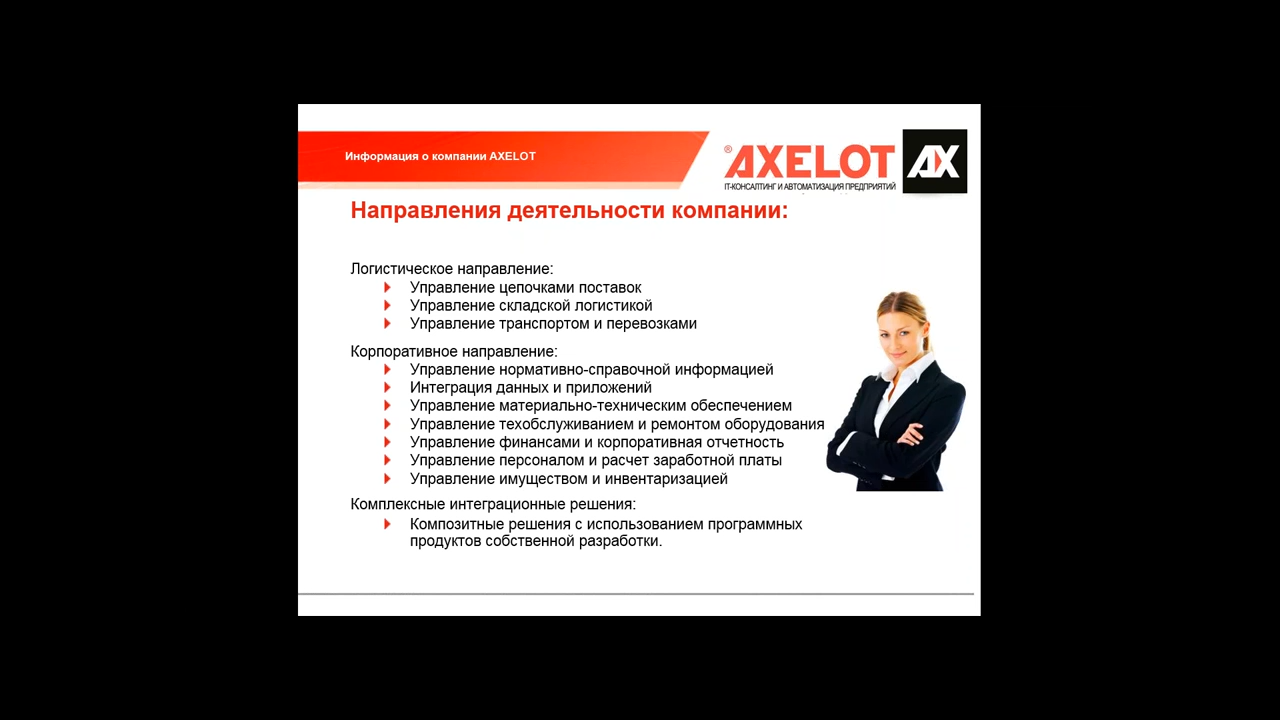 Информация о компании AXELOT
® AXELOT
AX
IT-КОНСАЛТИНГ И АВТОМАТИЗАЦИЯ ПРЕДПРИЯТИЙ
Направления деятельности компании:
Логистическое направление:
Управление цепочками поставок
Управление складской логистикой
Управление транспортом и перевозками
Корпоративное направление:
Управление нормативно-справочной информацией
Интеграция данных и приложений
Управление материально-техническим обеспечением
Управление техобслуживанием и ремонтом оборудования
Управление финансами и корпоративная отчетность
Управление персоналом и расчет заработной платы
Управление имуществом и инвентаризацией
Комплексные интеграционные решения:
Композитные решения с использованием программных
продуктов собственной разработки.